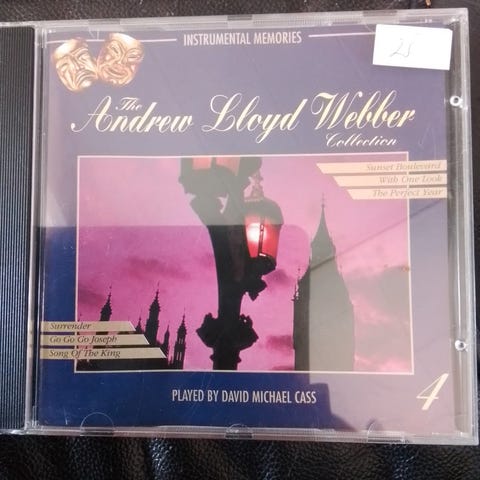 INSTRUMENTAL MEMORIES
25
The
Andrew Lloyd Webber
Collection
Sunset Boulevard
With One Look
The Perfect Year
Surrender
Go Go Go Joseph
Song Of The King
PLAYED BY DAVID MICHAEL CASS
4